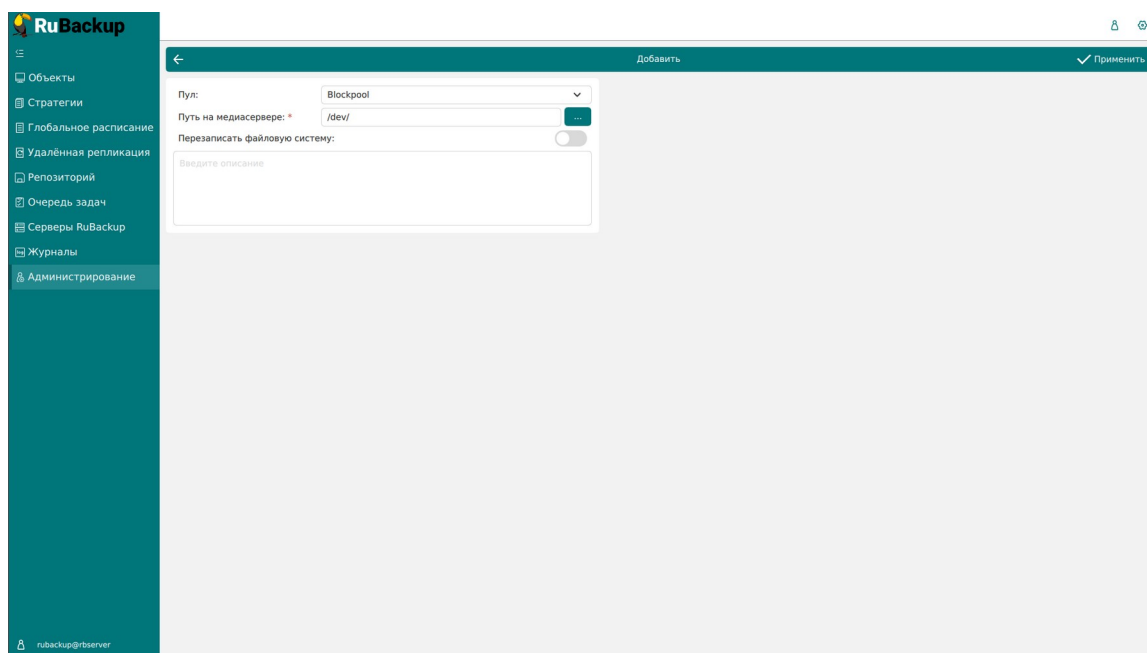 RuBackup
Объекты
Стратегии
Глобальное расписание
Удалённая репликация
Репозиторий
Очередь задач
Серверы RuBackup
Журналы
Администрирование
rubackup@rbserver
Добавить
Применить
Пул:
Blockpool
Путь на медиасервере: *
/dev/
...
Перезаписать файловую систему:
Введите описание